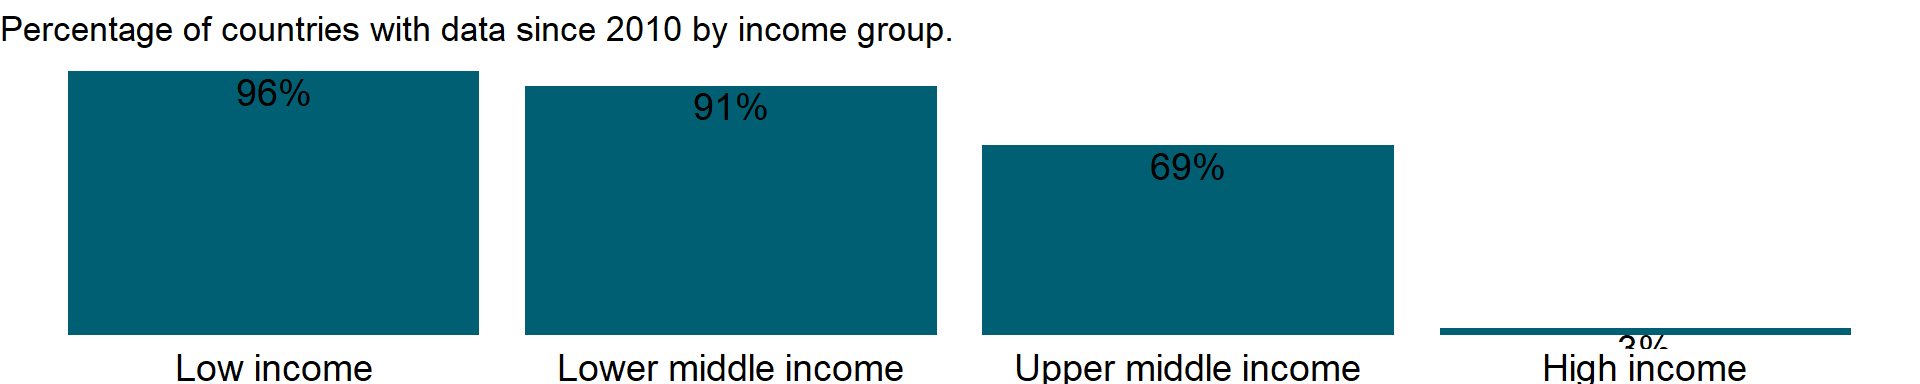 Percentage of countries with data since 2010 by income group.
96%
91%
69%
3%
Low income
Lower middle income
Upper middle income
High income